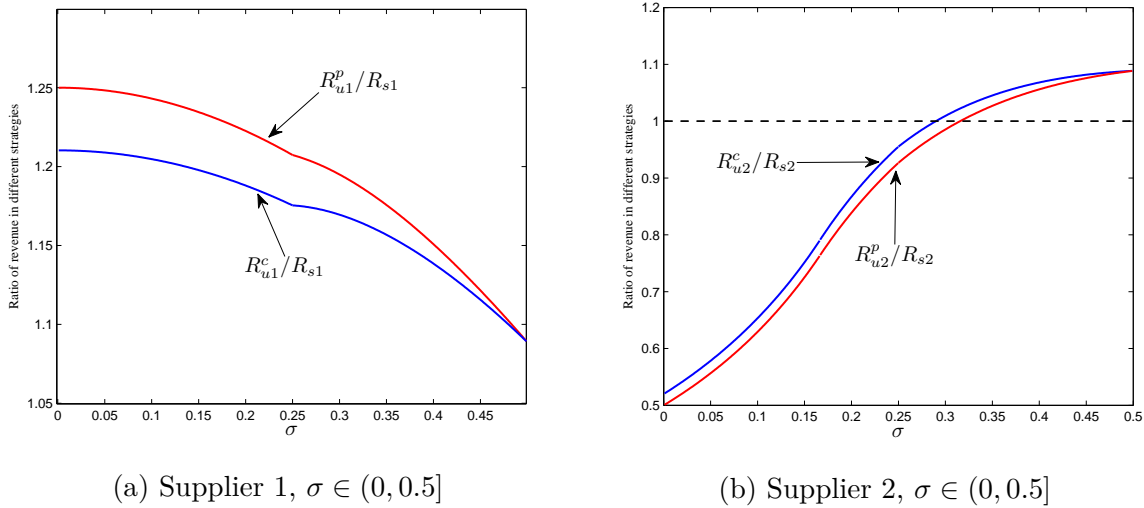 Ratio of revenue in different strategies
1.25
1.2
1.15
1.1
1.05
0 0.05 0.1 0.15 0.2 0.25 0.3 0.35 0.4 0.45
σ
R^p_{u1}/R_{s1}
R^c_{u1}/R_{s1}
(a) Supplier 1, σ ∈ (0, 0.5]
Ratio of revenue in different strategies
1.2
1.1
1
0.9
0.8
0.7
0.6
0.5
0 0.05 0.1 0.15 0.2 0.25 0.3 0.35 0.4 0.45 0.5
σ
R^c_{u2}/R_{s2}
R^p_{u2}/R_{s2}
(b) Supplier 2, σ ∈ (0, 0.5]